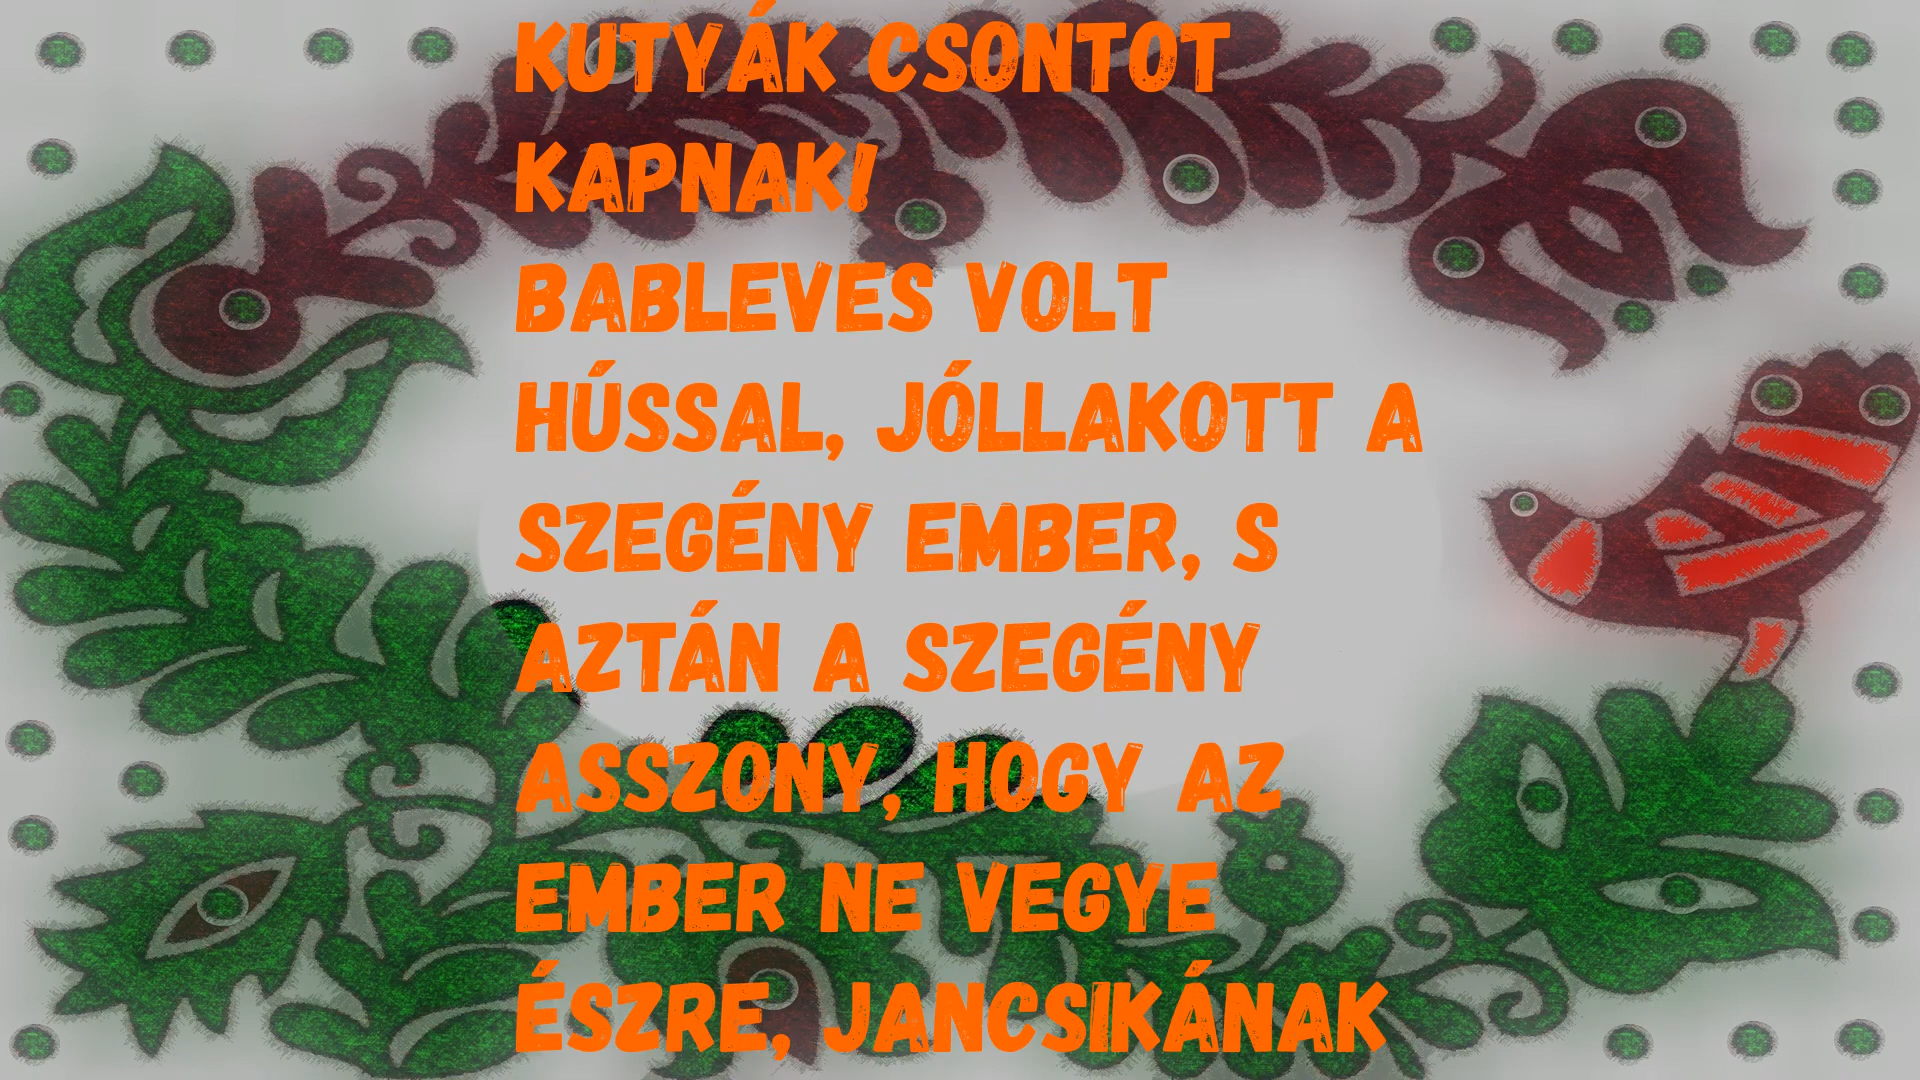 KUTYÁK CSONTOT
KAPNAK!
BABLEVES VOLT
HÚSSAL, JÓLLAKOTT A
SZEGÉNY EMBER, S
AZTÁN A SZEGÉNY
ASSZONY, HOGY AZ
EMBER NE VEGYE
ÉSZRE, JANCSIKÁNAK